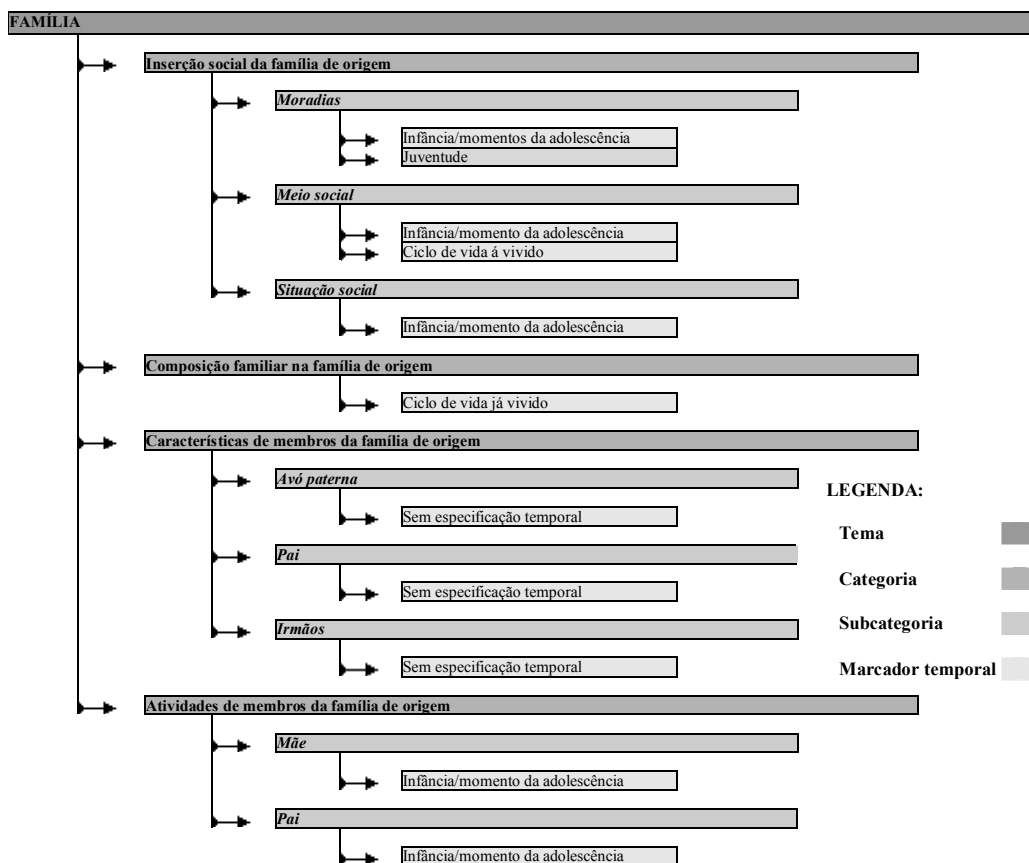 FAMÍLIA
Inserção social da família de origem
Moradias
Infância/momentos da adolescência
Juventude
Meio social
Infância/momento da adolescência
Ciclo de vida á vivido
Situação social
Infância/momento da adolescência
Composição familiar na família de origem
Ciclo de vida já vivido
Características de membros da família de origem
Avó paterna
Sem especificação temporal
Pai
Sem especificação temporal
Irmãos
Sem especificação temporal
Atividades de membros da família de origem
Mãe
Infância/momento da adolescência
Pai
Infância/momento da adolescência
LEGENDA:
Tema
Categoria
Subcategoria
Marcador temporal